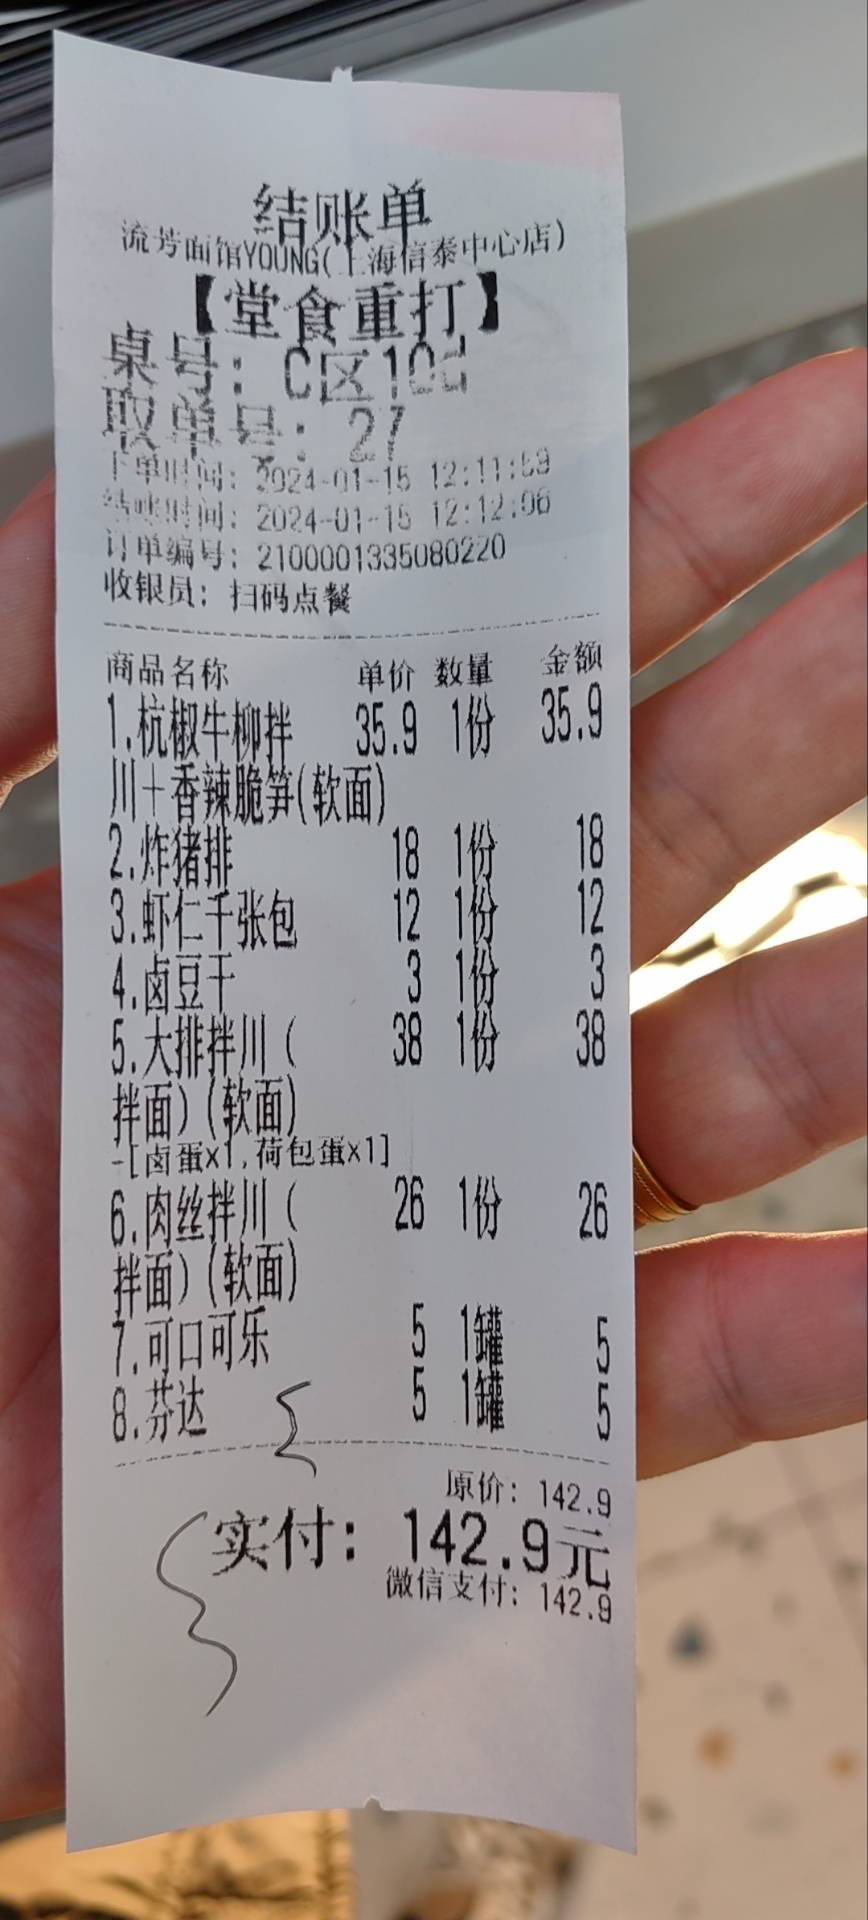 结账单
流芳面馆YOUNG(上海信泰中心店)
【堂食重打】
桌号: C区10d
取单号: 27
下单时间: 2024-01-15 12:11:59
结账时间: 2024-01-15 12:12:06
订单编号: 2100001335080220
收银员: 扫码点餐
商品名称 单价 数量 金额
1.杭椒牛柳拌 35.9 1份 35.9
川+香辣脆笋(软面)
2.炸猪排 18 1份 18
3.虾仁千张包 12 1份 12
4.卤豆干 3 1份 3
5.大排拌川( 38 1份 38
拌面)(软面)
-[卤蛋x1,荷包蛋x1]
6.肉丝拌川( 26 1份 26
拌面)(软面)
7.可口可乐 5 1罐 5
8.芬达 5 1罐 5
原价: 142.9
实付: 142.9元
微信支付: 142.9